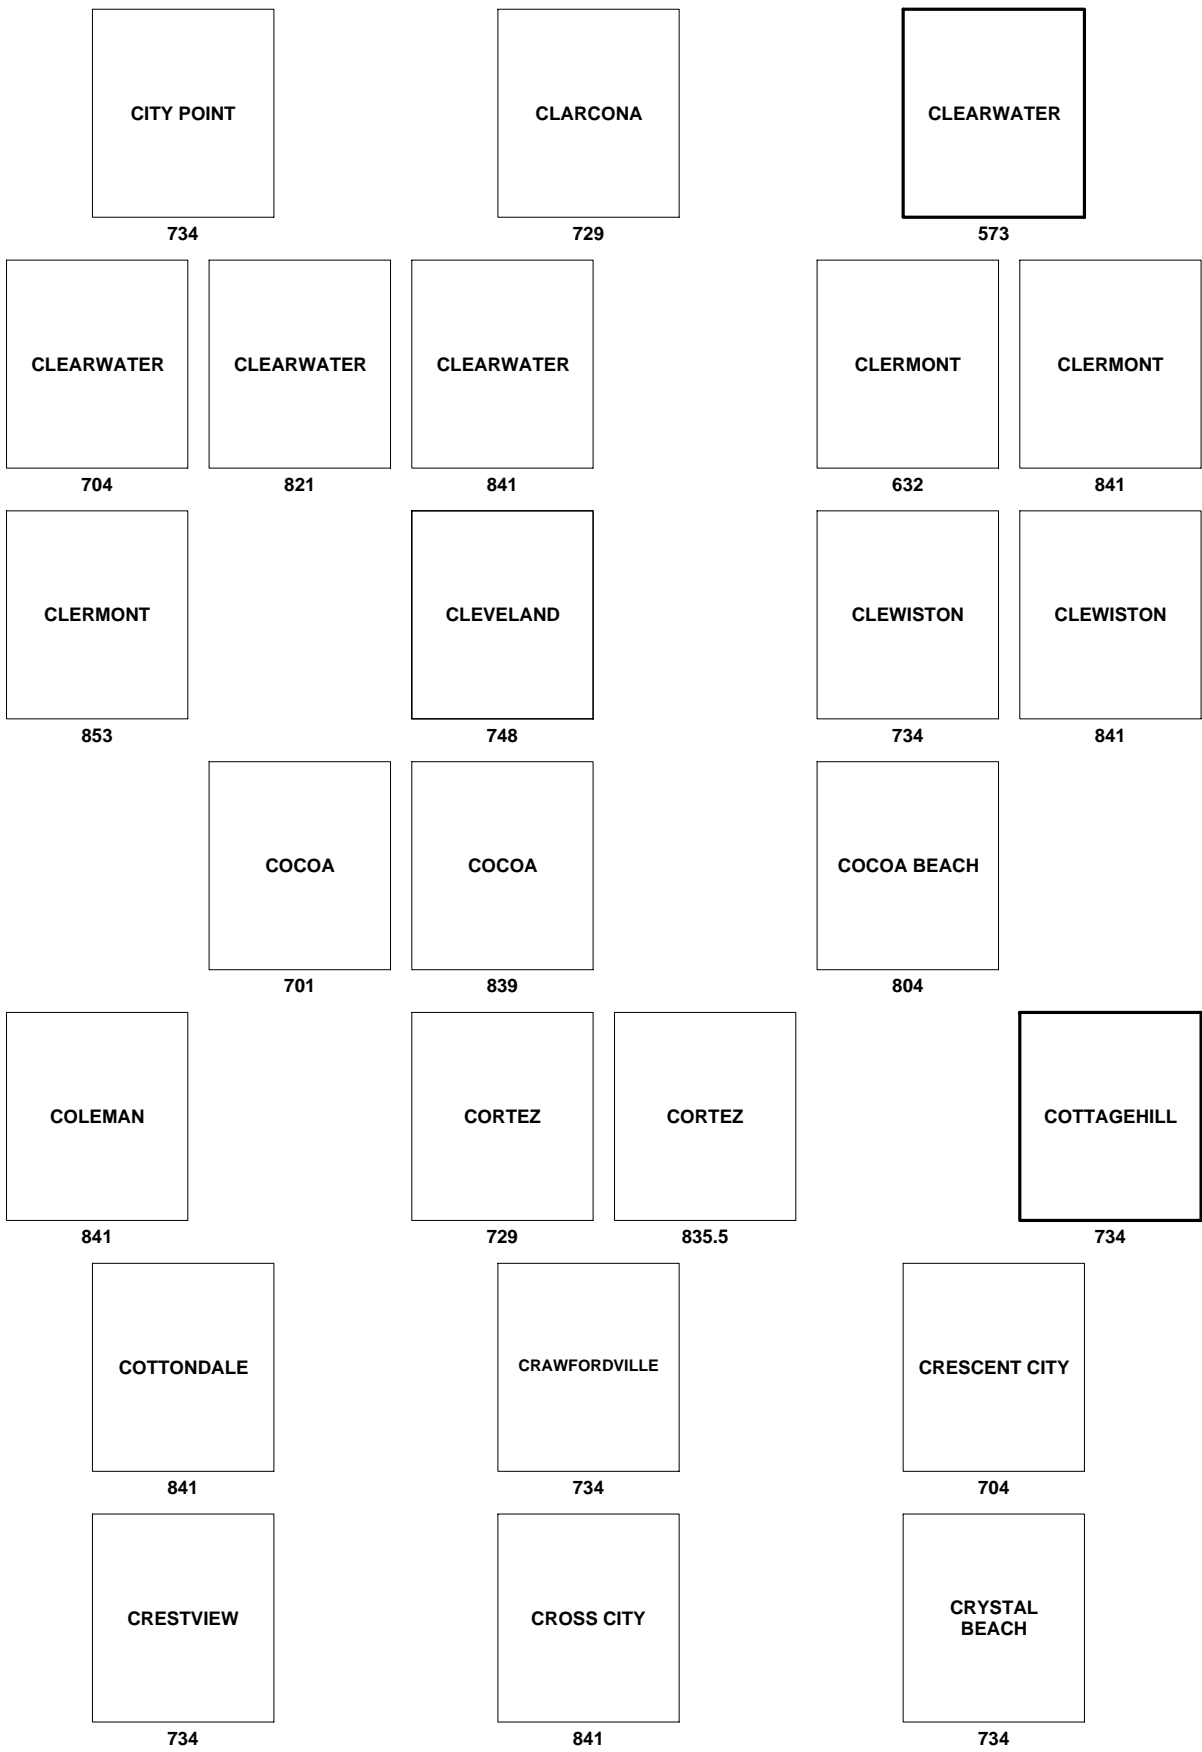 CITY POINT
734
CLARCONA
729
CLEARWATER
573
CLEARWATER
704
CLEARWATER
821
CLEARWATER
841
CLERMONT
632
CLERMONT
841
CLERMONT
853
CLEVELAND
748
CLEWISTON
734
CLEWISTON
841
COCOA
701
COCOA
839
COCOA BEACH
804
COLEMAN
841
CORTEZ
729
CORTEZ
835.5
COTTAGEHILL
734
COTTONDALE
841
CRAWFORDVILLE
734
CRESCENT CITY
704
CRESTVIEW
734
CROSS CITY
841
CRYSTAL
BEACH
734